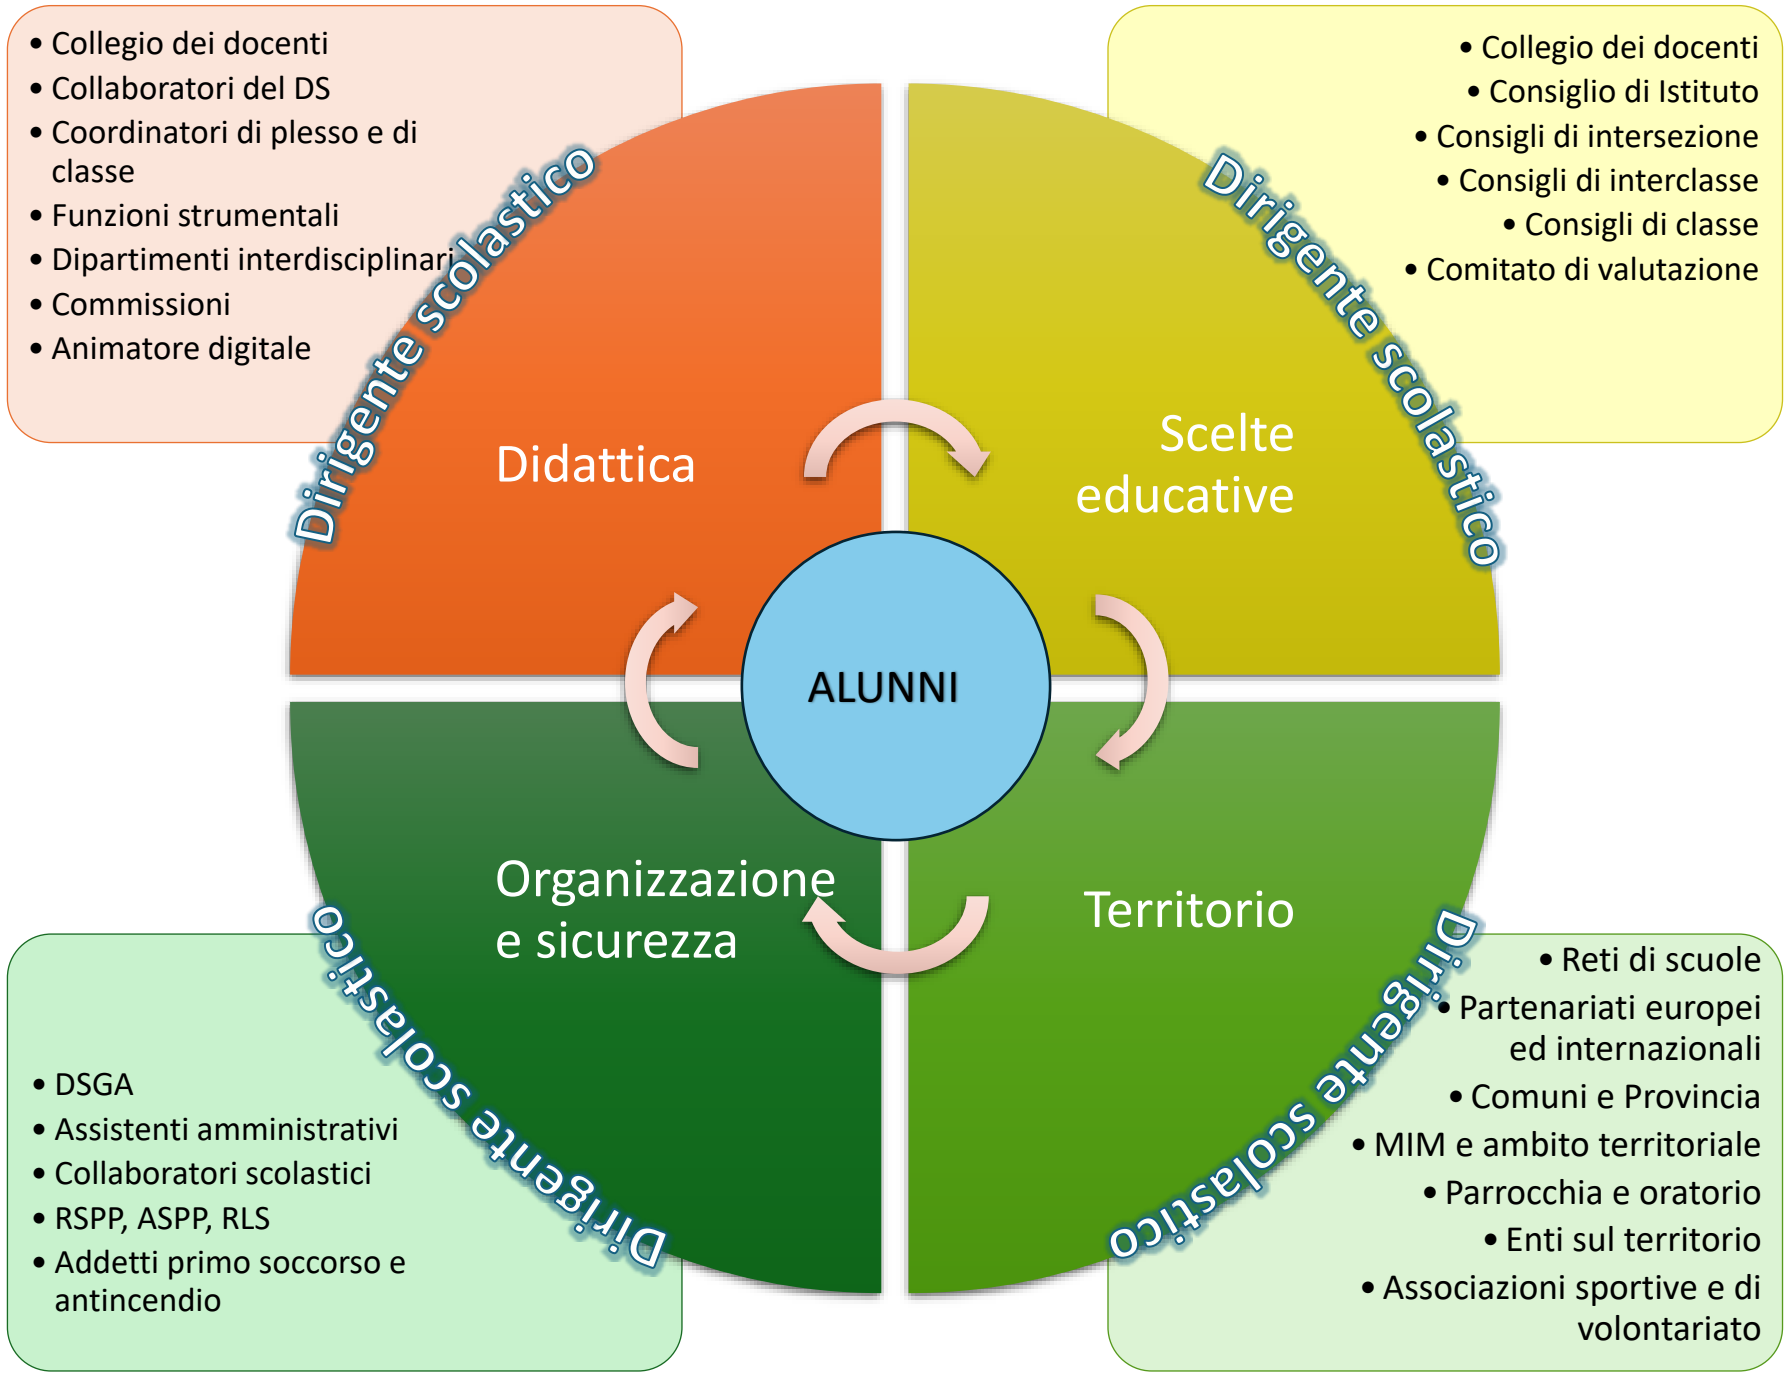 • Collegio dei docenti
• Collaboratori del DS
• Coordinatori di plesso e di
classe
• Funzioni strumentali
• Dipartimenti interdisciplinari
• Commissioni
• Animatore digitale
• Collegio dei docenti
• Consiglio di Istituto
• Consigli di intersezione
• Consigli di interclasse
• Consigli di classe
• Comitato di valutazione
Dirigente scolastico
Dirigente scolastico
Didattica
Scelte
educative
ALUNNI
Organizzazione
e sicurezza
Territorio
Dirigente scolastico
Dirigente scolastico
• DSGA
• Assistenti amministrativi
• Collaboratori scolastici
• RSPP, ASPP, RLS
• Addetti primo soccorso e
antincendio
• Reti di scuole
• Partenariati europei
ed internazionali
• Comuni e Provincia
• MIM e ambito territoriale
• Parrocchia e oratorio
• Enti sul territorio
• Associazioni sportive e di
volontariato